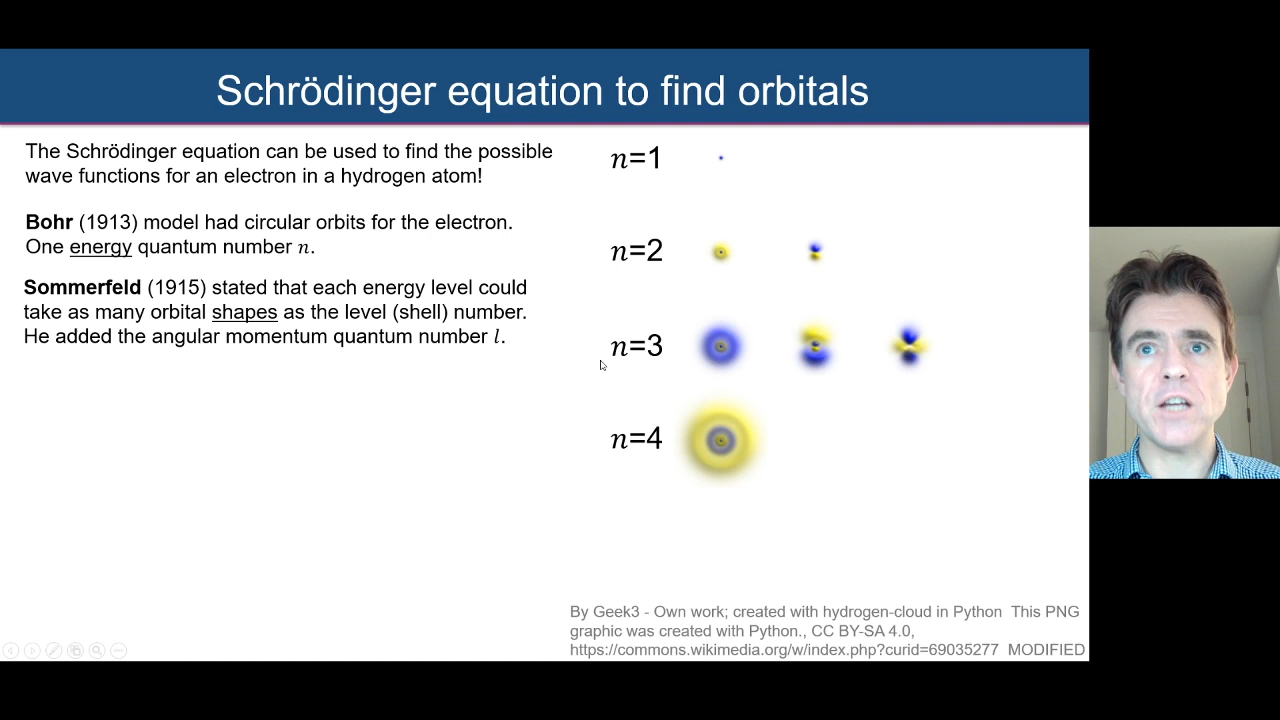 Schrödinger equation to find orbitals
The Schrödinger equation can be used to find the possible
wave functions for an electron in a hydrogen atom!
Bohr (1913) model had circular orbits for the electron.
One energy quantum number n.
Sommerfeld (1915) stated that each energy level could
take as many orbital shapes as the level (shell) number.
He added the angular momentum quantum number l.
n=1
n=2
n=3
n=4
By Geek3 - Own work; created with hydrogen-cloud in Python  This PNG
graphic was created with Python., CC BY-SA 4.0,
https://commons.wikimedia.org/w/index.php?curid=69035277  MODIFIED